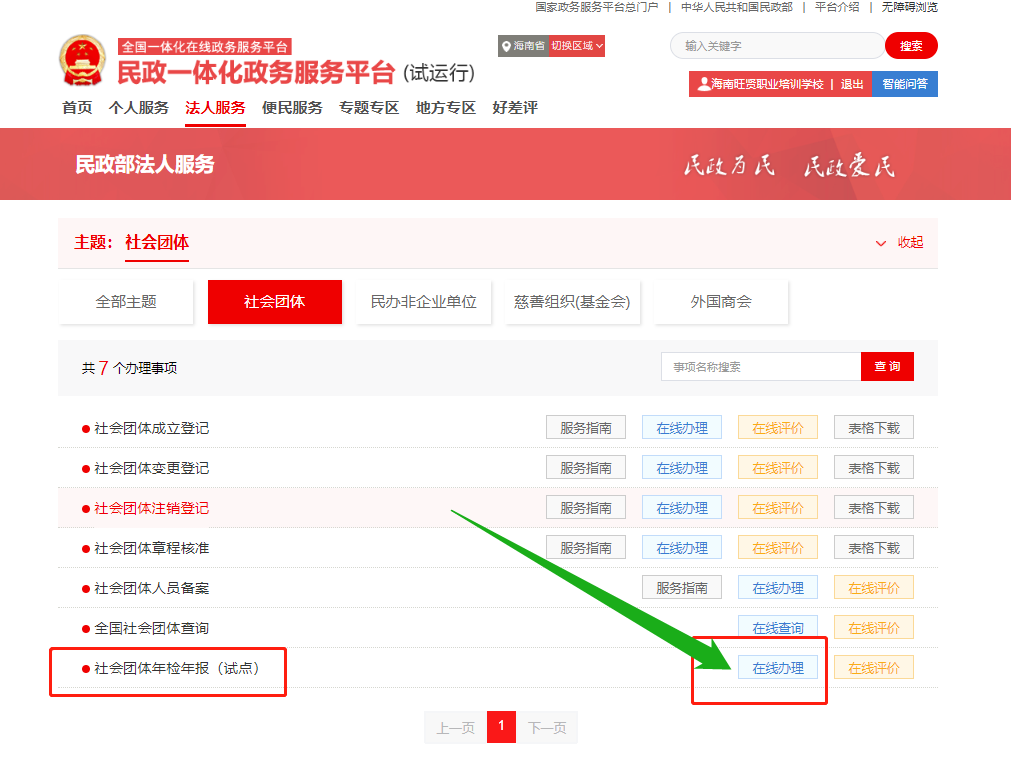 国家政务服务平台总门户 | 中华人民共和国民政部 | 平台介绍 | 无障碍浏览
全国一体化在线政务服务平台
民政一体化政务服务平台 (试运行)
海南省 切换区域
输入关键字 搜索
海南旺贤职业培训学校 | 退出 智能问答
首页 个人服务 法人服务 便民服务 专题专区 地方专区 好差评
民政部法人服务 民政为民 民政爱民
主题： 社会团体 收起
全部主题 社会团体 民办非企业单位 慈善组织(基金会) 外国商会
共 7 个办理事项 事项名称搜索 查 询
社会团体成立登记 服务指南 在线办理 在线评价 表格下载
社会团体变更登记 服务指南 在线办理 在线评价 表格下载
社会团体注销登记 服务指南 在线办理 在线评价 表格下载
社会团体章程核准 服务指南 在线办理 在线评价 表格下载
社会团体人员备案 服务指南 在线办理 在线评价
全国社会团体查询 在线查询 在线评价
社会团体年检年报（试点） 在线办理 在线评价
上一页 1 下一页